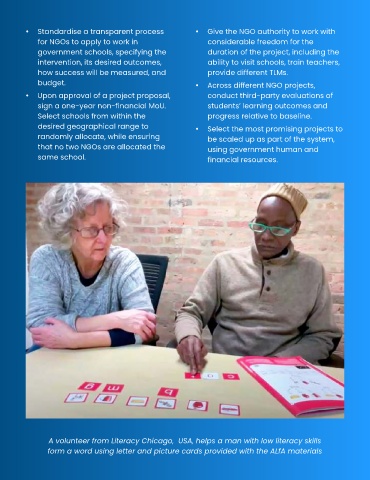 • Standardise a transparent process
for NGOs to apply to work in
government schools, specifying the
intervention, its desired outcomes,
how success will be measured, and
budget.
• Upon approval of a project proposal,
sign a one-year non-financial MoU.
Select schools from within the
desired geographical range to
randomly allocate, while ensuring
that no two NGOs are allocated the
same school.
• Give the NGO authority to work with
considerable freedom for the
duration of the project, including the
ability to visit schools, train teachers,
provide different TLMs.
• Across different NGO projects,
conduct third-party evaluations of
students' learning outcomes and
progress relative to baseline.
• Select the most promising projects to
be scaled up as part of the system,
using government human and
financial resources.
A volunteer from Literacy Chicago, USA, helps a man with low literacy skills
form a word using letter and picture cards provided with the ALfA materials